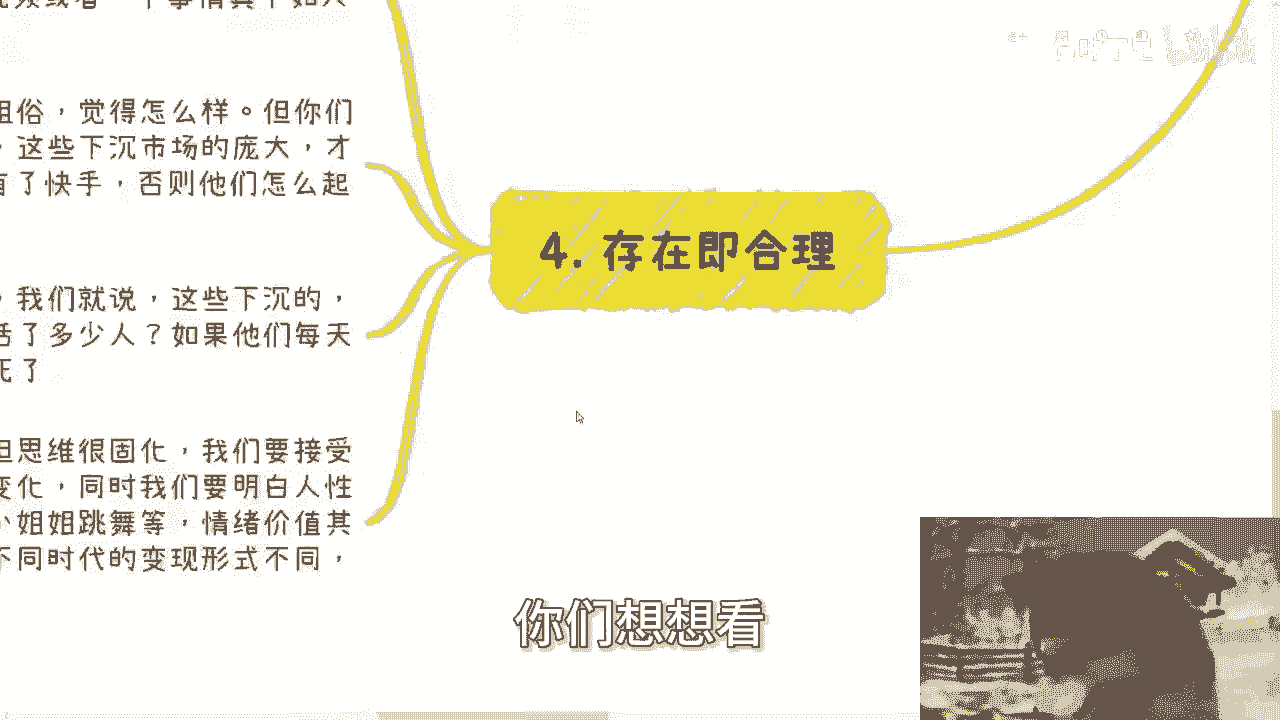 粗俗，觉得怎么样。但你们
，这些下沉市场的庞大，才
有了快手，否则他们怎么起
，我们就说，这些下沉的，
活了多少人？如果他们每天
死了
但思维很固化，我们要接受
变化，同时我们要明白人性
小姐姐跳舞等，情绪价值其
不同时代的变现形式不同，
4. 存在即合理
你们想想看